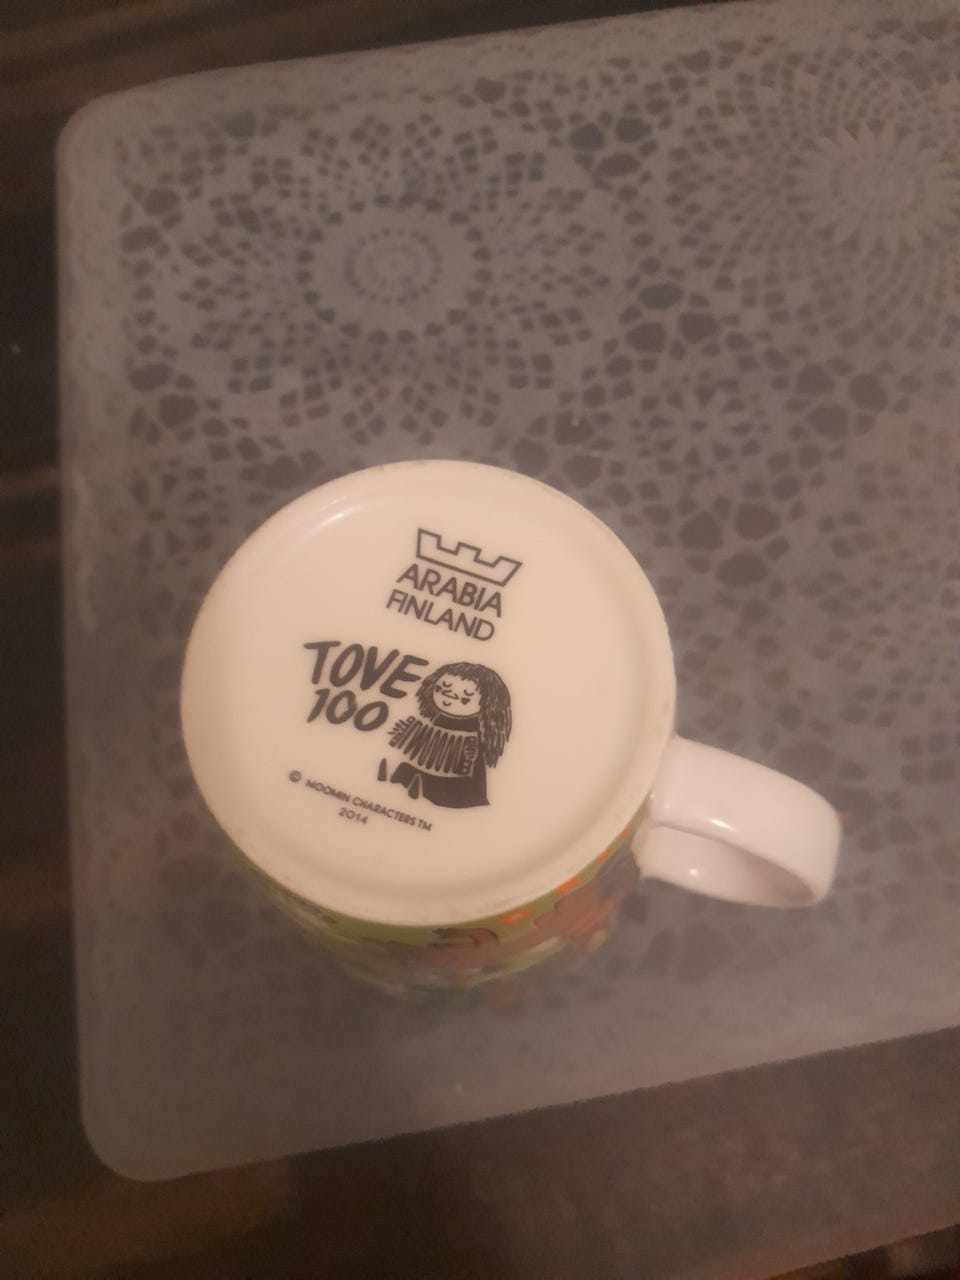 ARABIA
FINLAND
TOVE
100
© MOOMIN CHARACTERS TM
2014